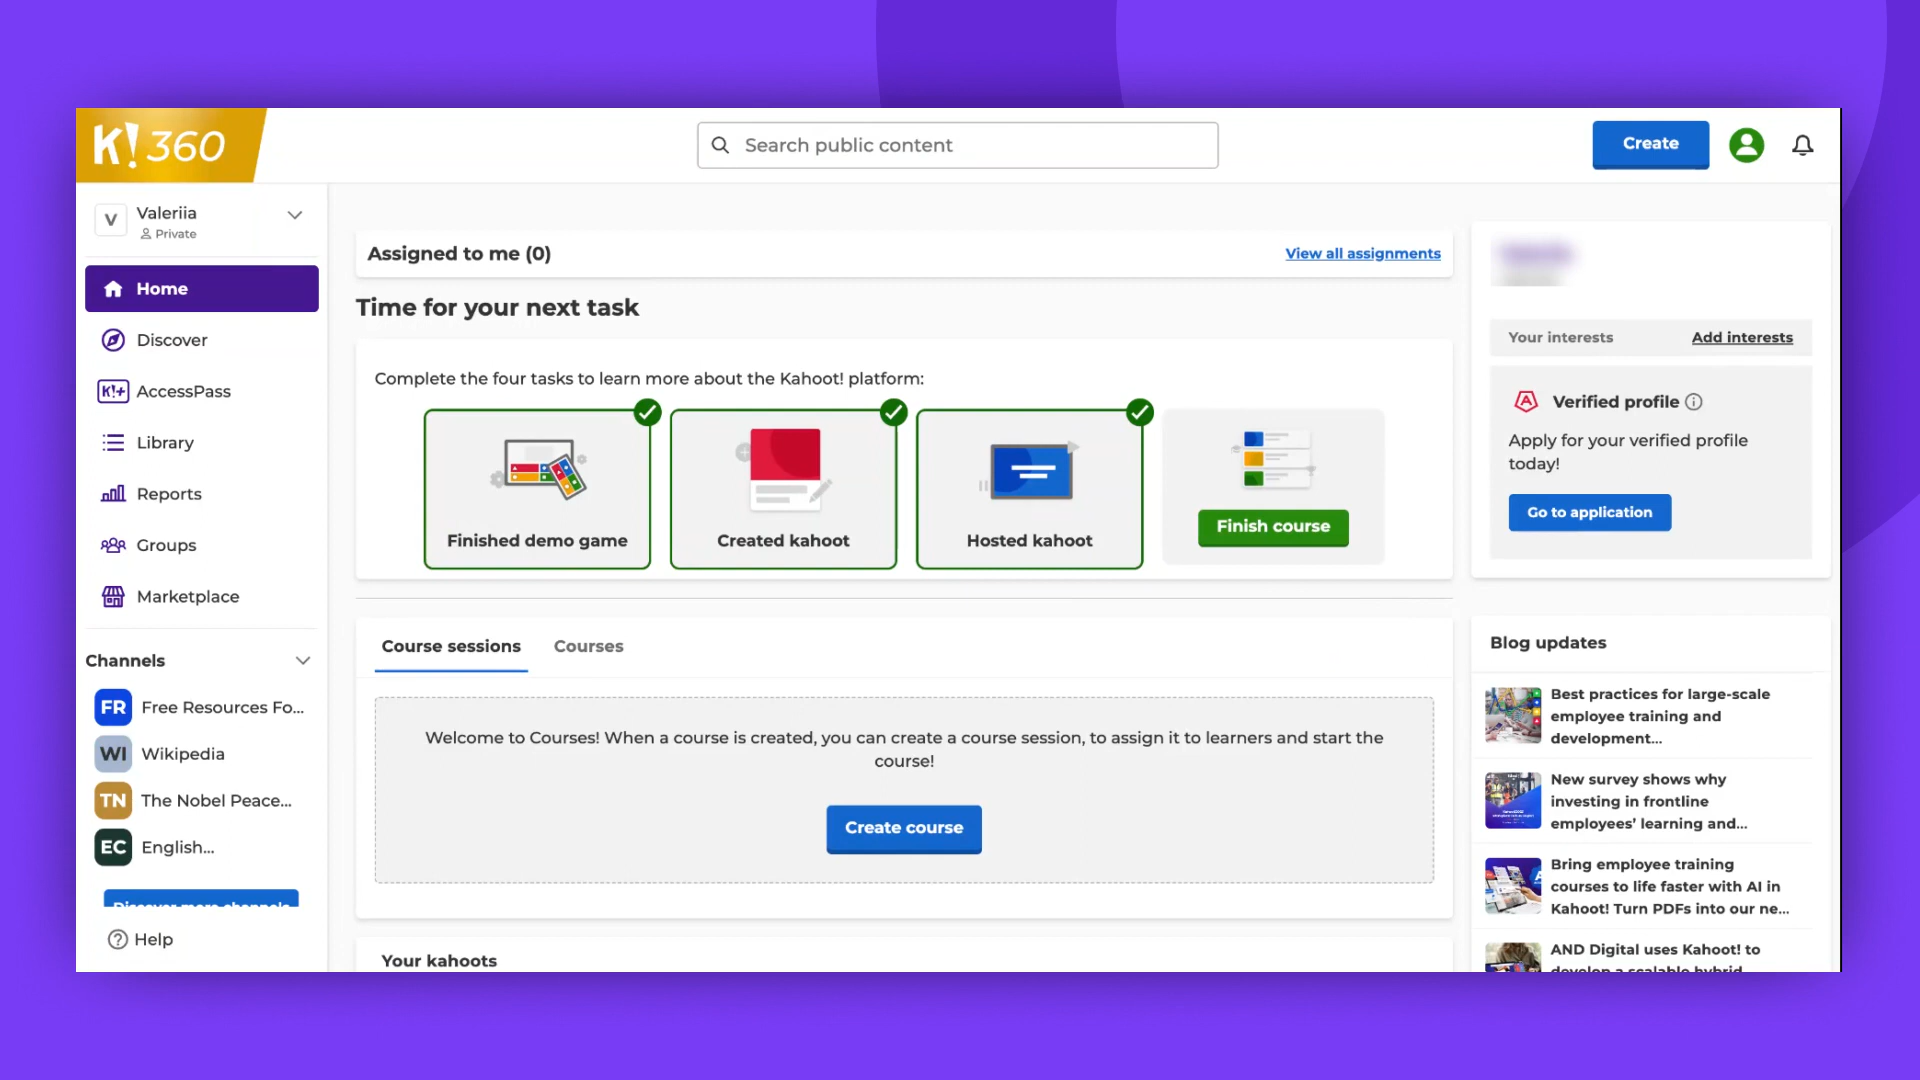 K! 360
Search public content
Create
V
Valeriia
Private
Home
Discover
K!+ AccessPass
Library
Reports
Groups
Marketplace
Channels
FR Free Resources Fo...
WI Wikipedia
TN The Nobel Peace...
EC English...
Discover more channels
Help
Assigned to me (0)
View all assignments
Time for your next task
Complete the four tasks to learn more about the Kahoot! platform:
Finished demo game
Created kahoot
Hosted kahoot
Finish course
Course sessions
Courses
Welcome to Courses! When a course is created, you can create a course session, to assign it to learners and start the
course!
Create course
Your kahoots
Your interests
Add interests
Verified profile
Apply for your verified profile
today!
Go to application
Blog updates
Best practices for large-scale
employee training and
development...
New survey shows why
investing in frontline
employees' learning and...
Bring employee training
courses to life faster with AI in
Kahoot! Turn PDFs into our ne...
AND Digital uses Kahoot! to
develop a scalable hybrid